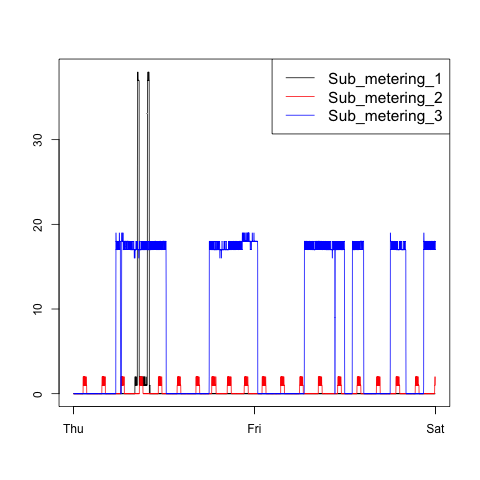 Sub_metering_1
Sub_metering_2
Sub_metering_3
30
20
10
0
Thu Fri Sat